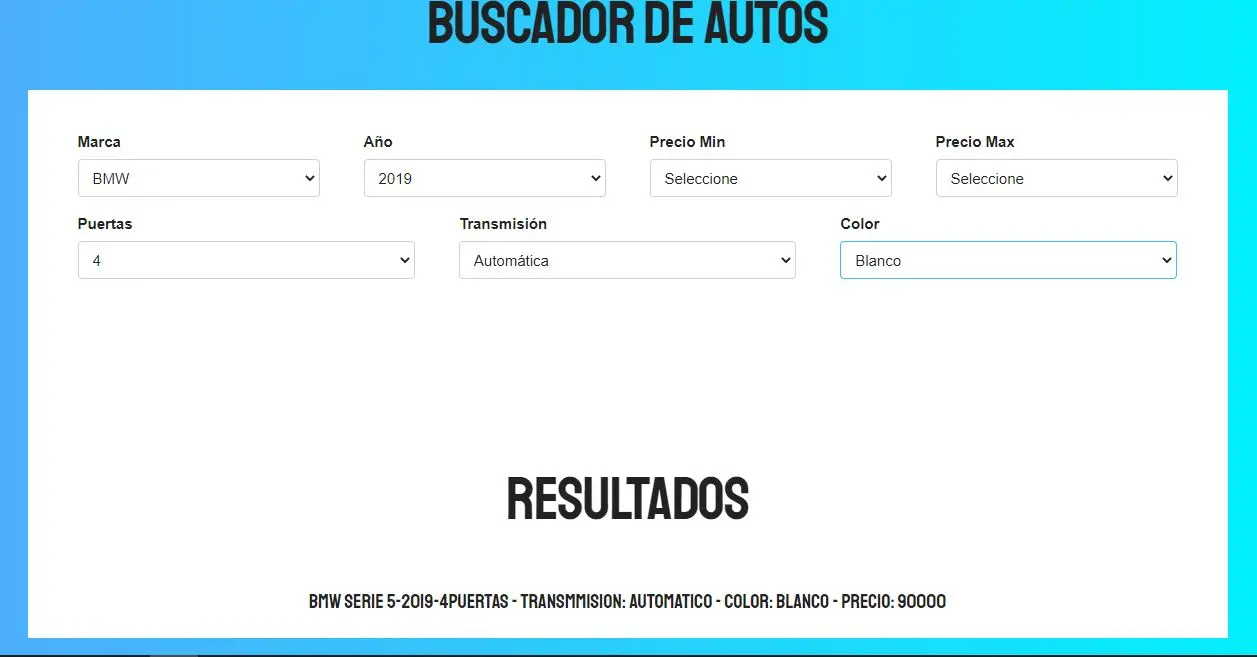 BUSCADOR DE AUTOS
Marca Año Precio Min Precio Max
BMW 2019 Seleccione Seleccione
Puertas Transmisión Color
4 Automática Blanco
RESULTADOS
BMW SERIE 5-2019-4PUERTAS - TRANSMMISION: AUTOMATICO - COLOR: BLANCO - PRECIO: 90000